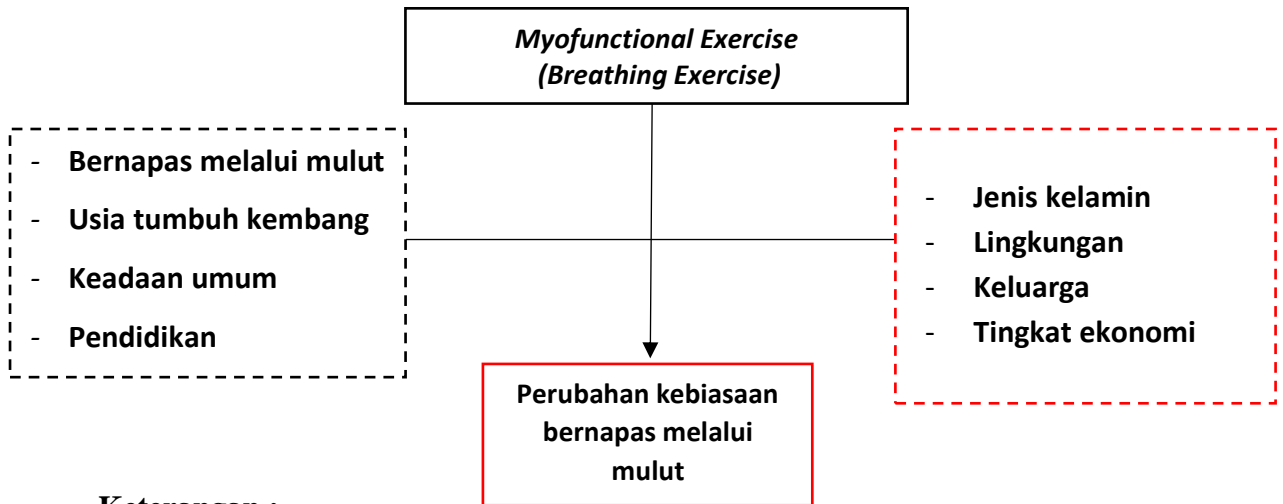 Myofunctional Exercise
(Breathing Exercise)
- Bernapas melalui mulut
- Usia tumbuh kembang
- Keadaan umum
- Pendidikan
- Jenis kelamin
- Lingkungan
- Keluarga
- Tingkat ekonomi
Perubahan kebiasaan
bernapas melalui
mulut
Keterangan :